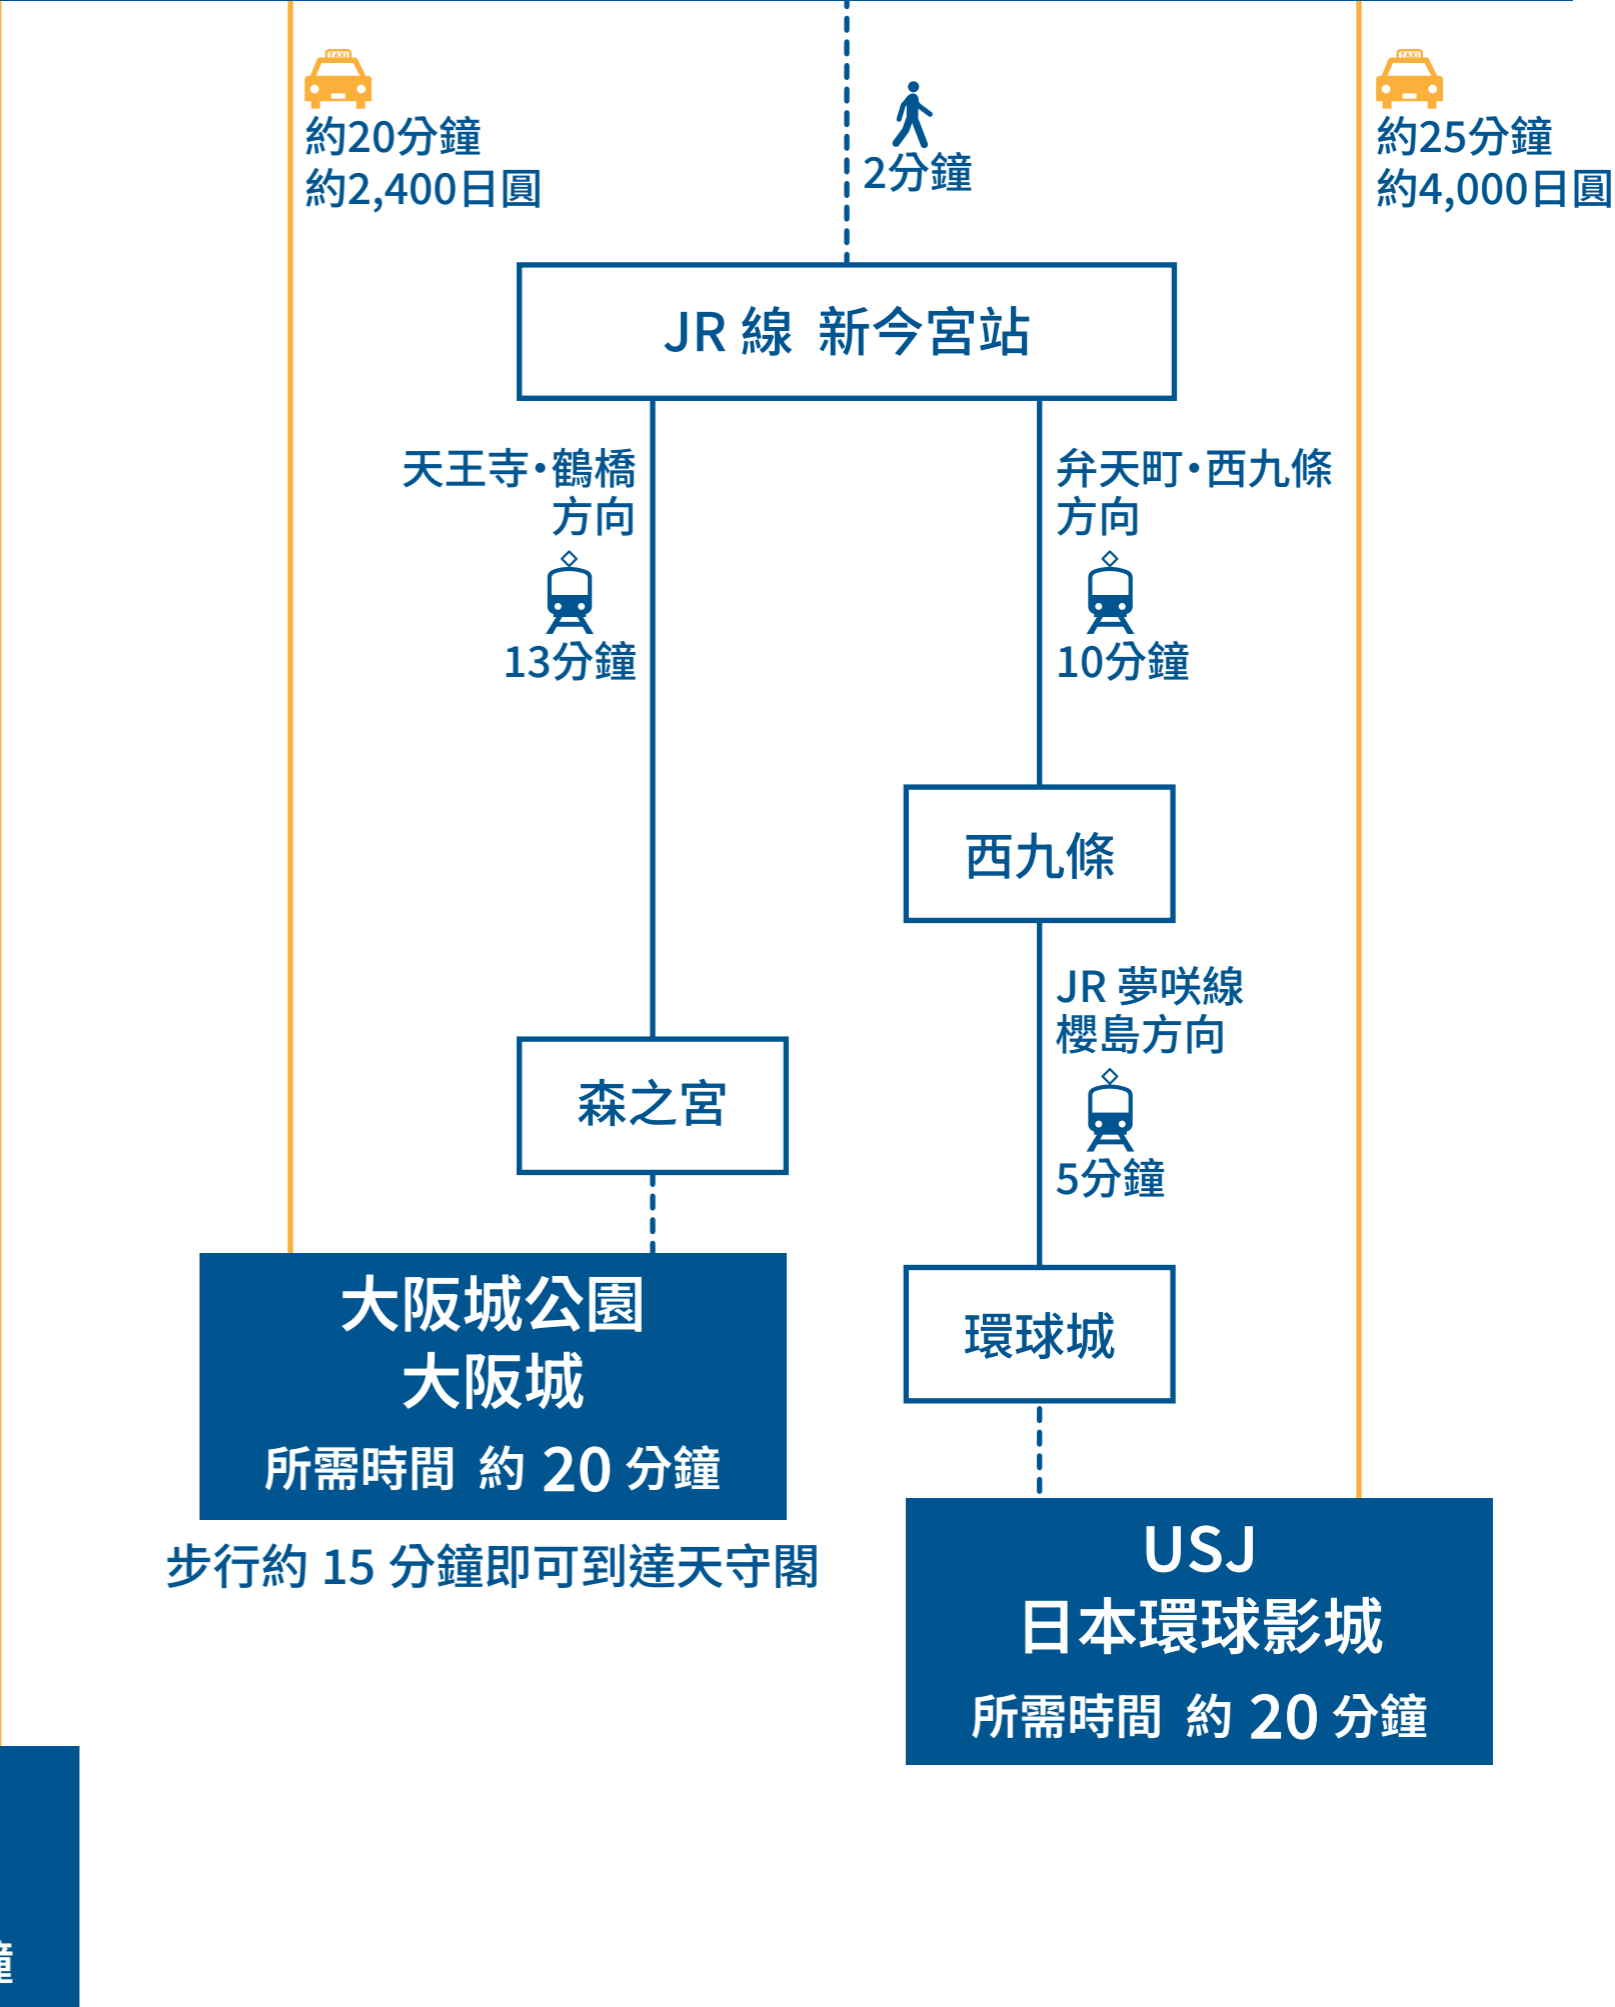 TAXI
約20分鐘
約2,400日圓
2分鐘
TAXI
約25分鐘
約4,000日圓
JR 線 新今宮站
天王寺・鶴橋
方向
13分鐘
弁天町・西九條
方向
10分鐘
西九條
JR 夢咲線
櫻島方向
5分鐘
森之宮
大阪城公園
大阪城
所需時間 約 20 分鐘
步行約 15 分鐘即可到達天守閣
環球城
USJ
日本環球影城
所需時間 約 20 分鐘